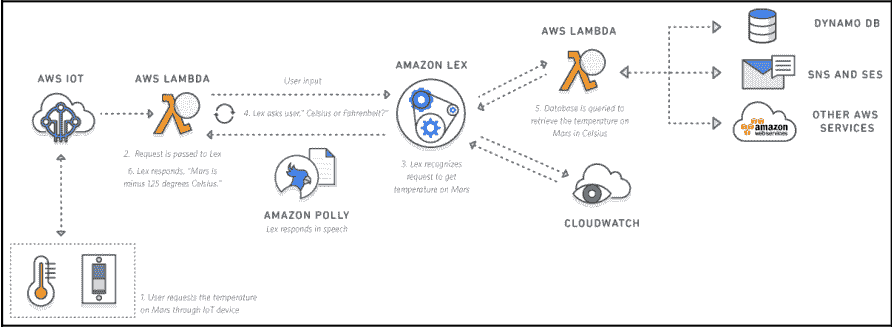 AWS IOT
AWS LAMBDA
User input
AMAZON LEX
AWS LAMBDA
DYNAMO DB
SNS AND SES
OTHER AWS
SERVICES
amazon
webservices
4. Lex asks user." Celsius or Fahrenheit?"
5. Database is queried to
retrieve the temperature on
Mars in Celsius
2. Request is passed to Lex
6. Lex responds, "Mars is
minus 125 degrees Celsius."
3. Lex recognizes
request to get
temperature on Mars
AMAZON POLLY
Lex responds in speech
CLOUDWATCH
1. User requests the temperature
on Mars through IoT device